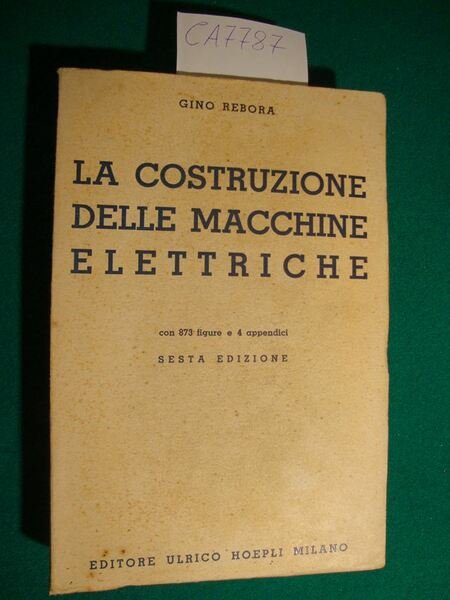 CA7787
GINO REBORA
LA COSTRUZIONE
DELLE MACCHINE
ELETTRICHE
con 873 figure e 4 appendici
SESTA EDIZIONE
EDITORE ULRICO HOEPLI MILANO